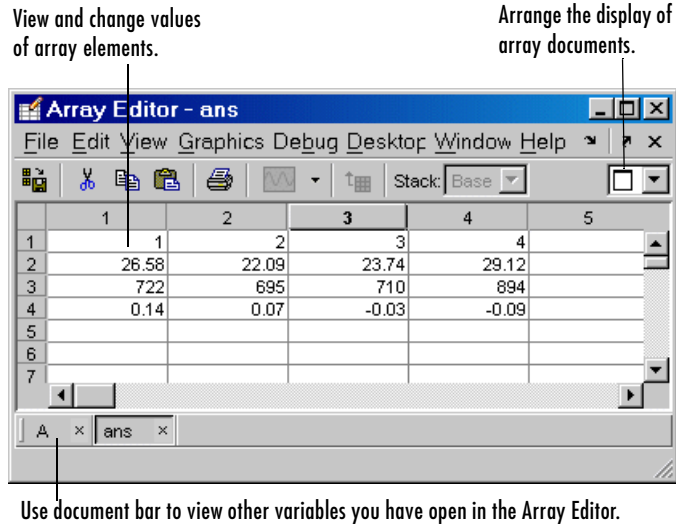 View and change values
of array elements.
Arrange the display of
array documents.
Array Editor - ans
File Edit View Graphics Debug Desktop Window Help
Stack: Base
1 2 3 4 5
1 1 2 3 4
2 26.58 22.09 23.74 29.12
3 722 695 710 894
4 0.14 0.07 -0.03 -0.09
5
6
7
A × ans ×
Use document bar to view other variables you have open in the Array Editor.